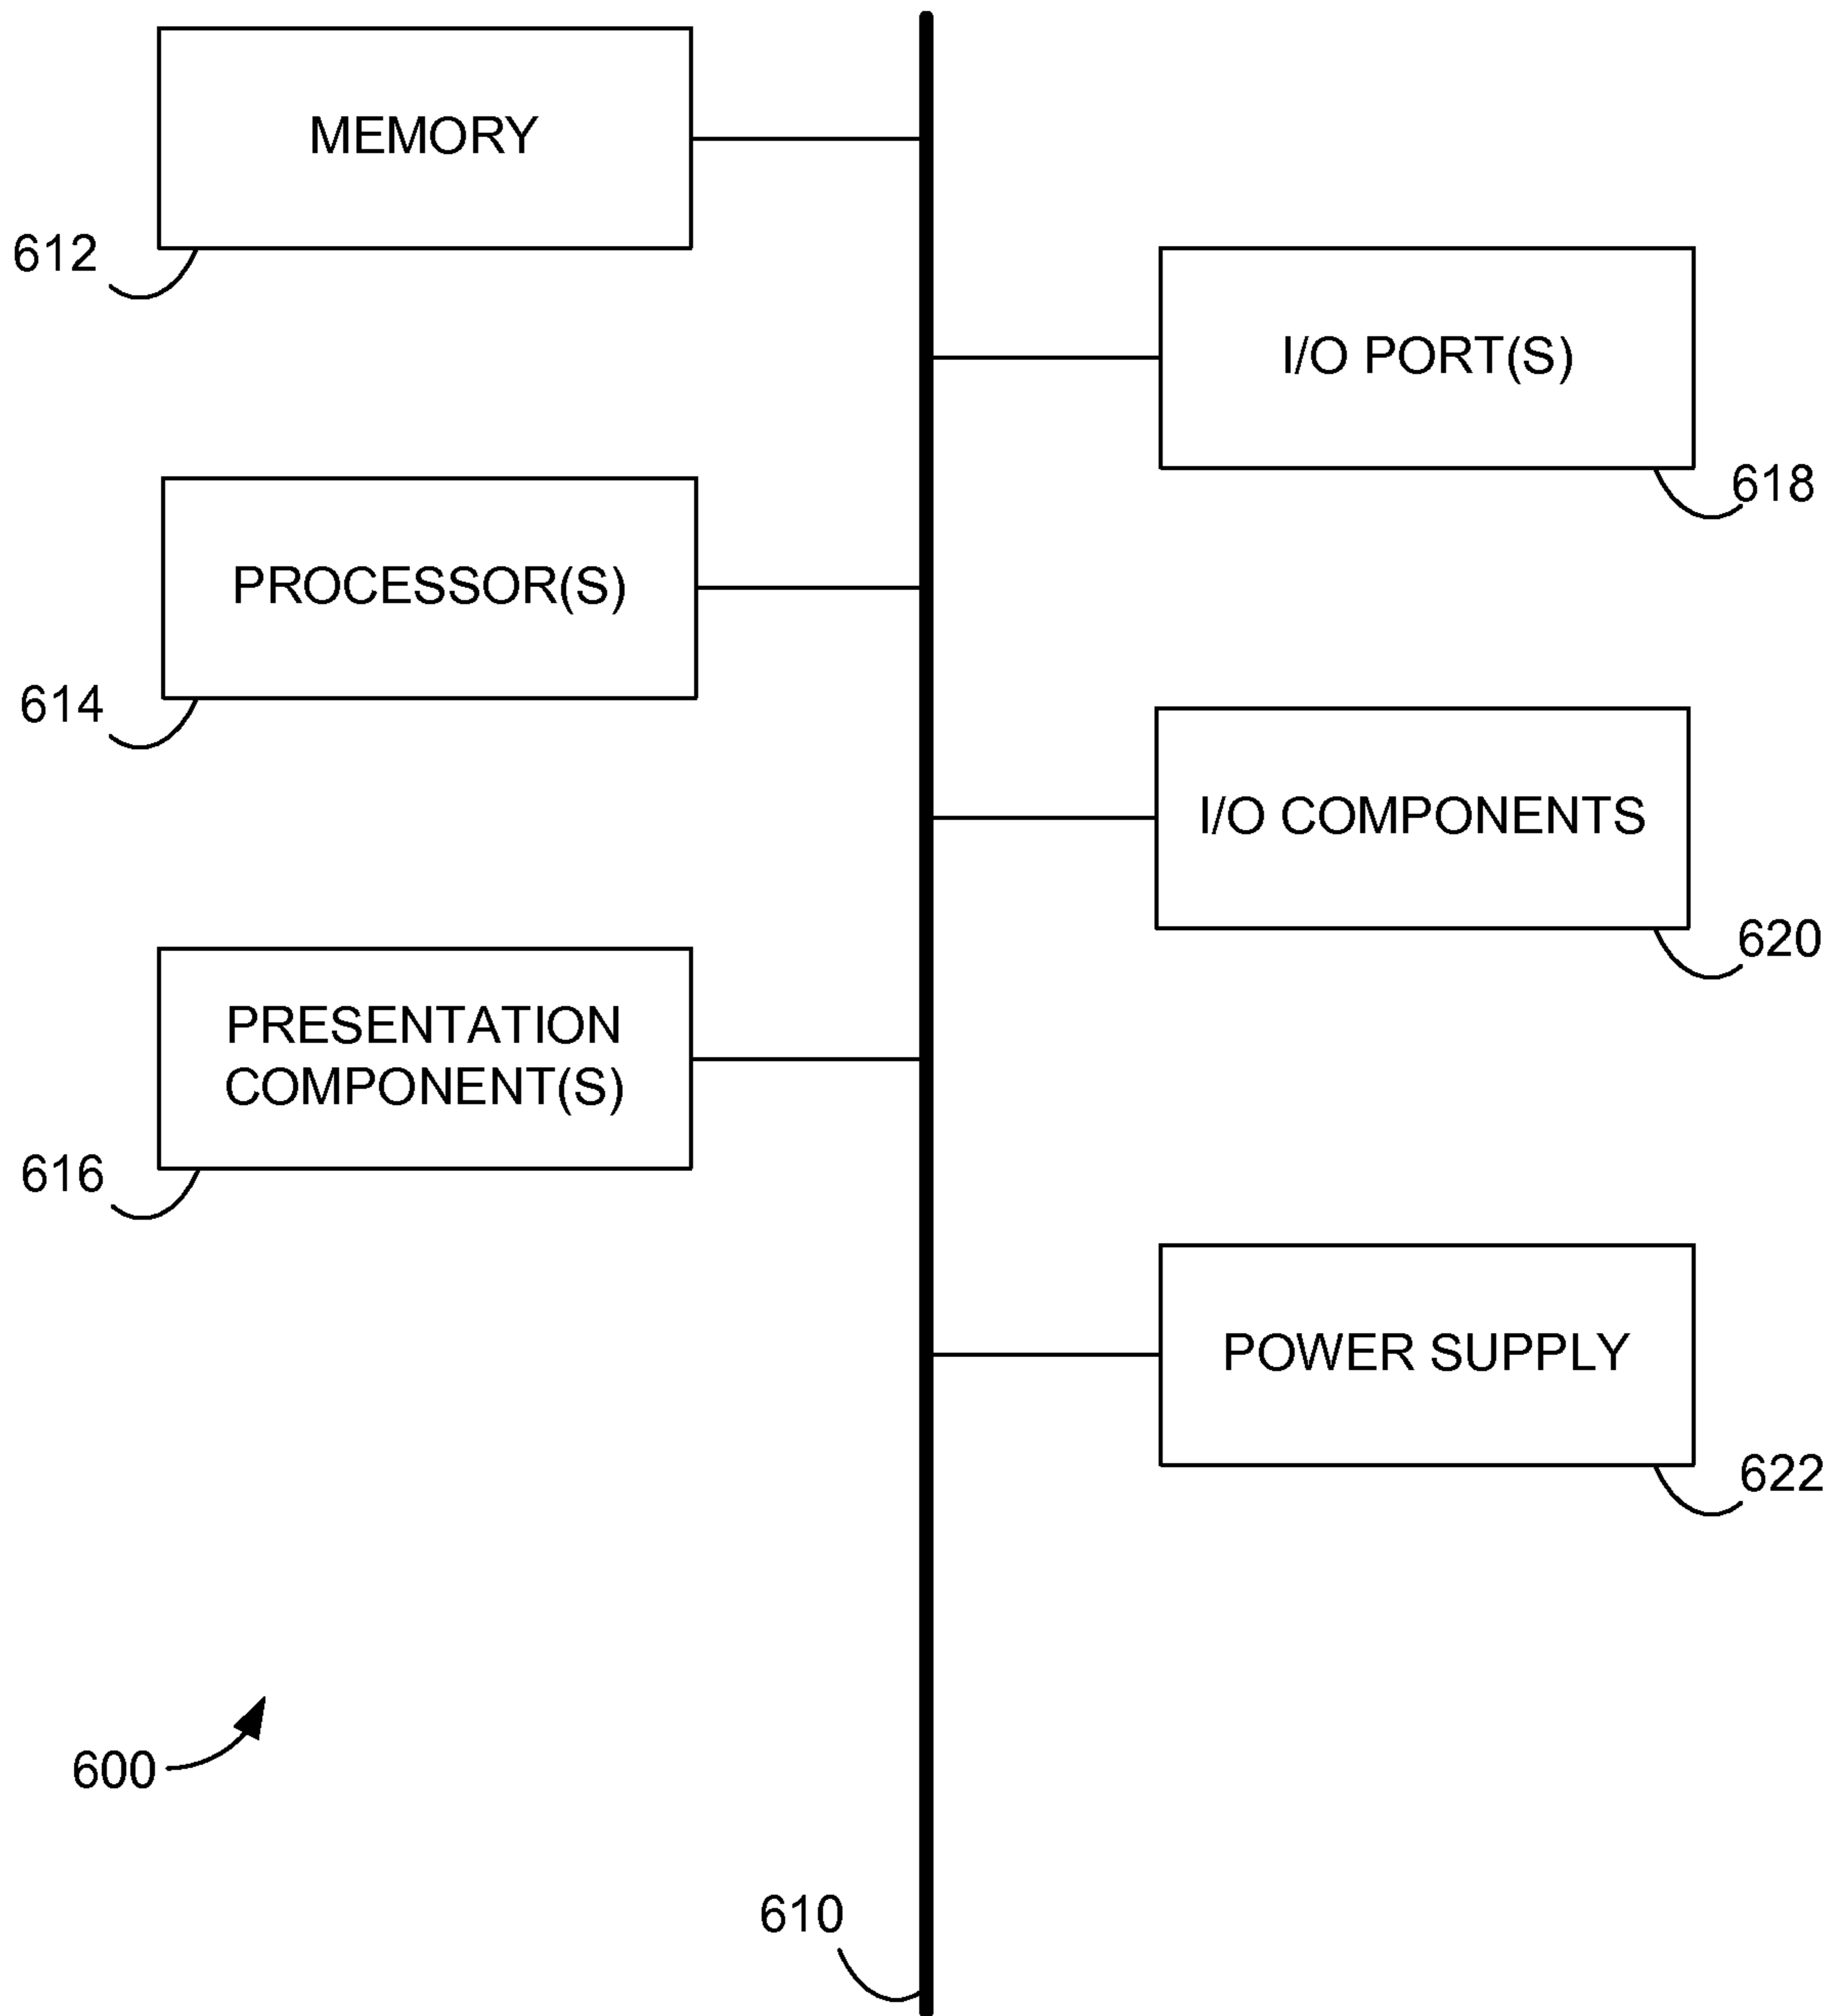 MEMORY
612
I/O PORT(S)
618
PROCESSOR(S)
614
I/O COMPONENTS
620
PRESENTATION
COMPONENT(S)
616
POWER SUPPLY
622
600
610